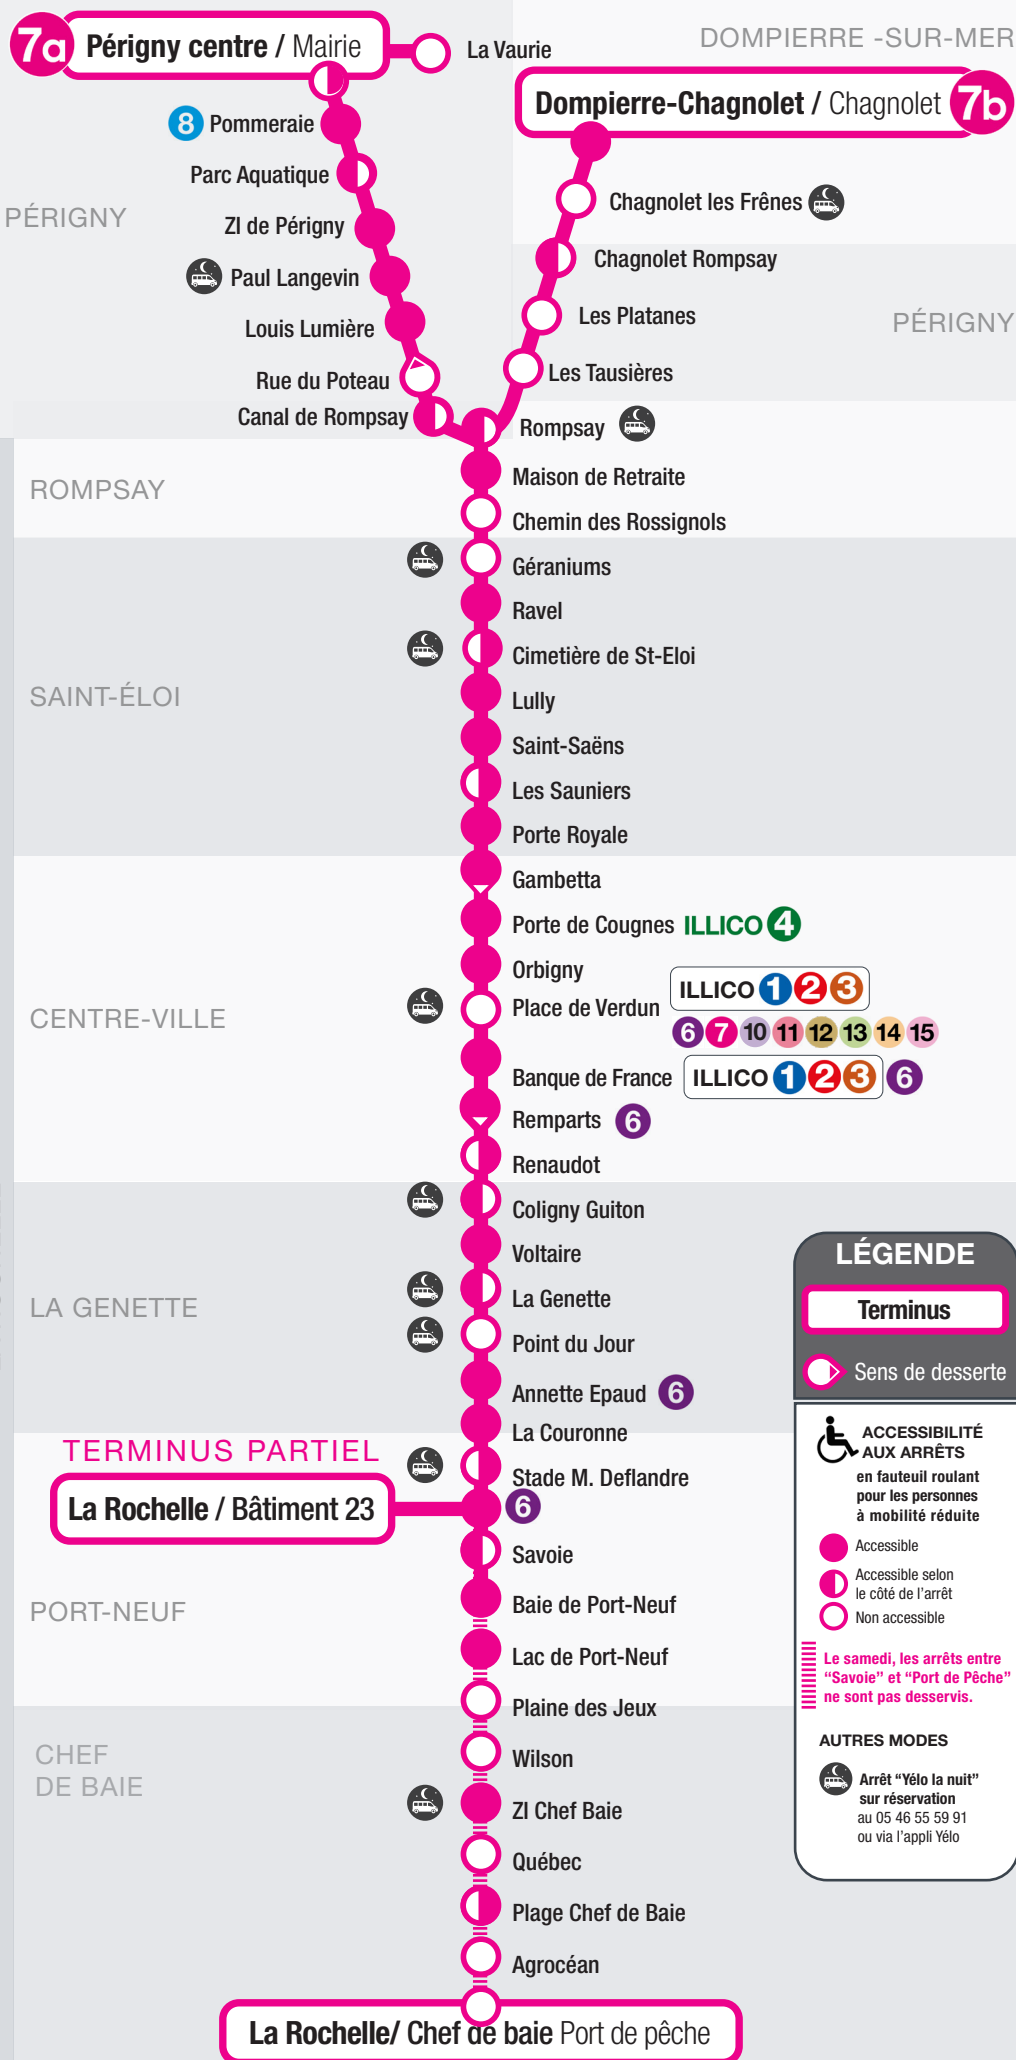 7a Périgny centre / Mairie
La Vaurie
DOMPIERRE -SUR-MER
Dompierre-Chagnolet / Chagnolet 7b
8 Pommeraie
Parc Aquatique
PÉRIGNY
ZI de Périgny
Paul Langevin
Louis Lumière
Rue du Poteau
Canal de Rompsay
Chagnolet les Frênes
Chagnolet Rompsay
Les Platanes
PÉRIGNY
Les Tausières
Rompsay
ROMPSAY
Maison de Retraite
Chemin des Rossignols
Géraniums
Ravel
Cimetière de St-Eloi
SAINT-ÉLOI
Lully
Saint-Saëns
Les Sauniers
Porte Royale
Gambetta
Porte de Cougnes ILLICO 4
Orbigny
CENTRE-VILLE
Place de Verdun ILLICO 1 2 3
6 7 10 11 12 13 14 15
Banque de France ILLICO 1 2 3 6
Remparts 6
Renaudot
Coligny Guiton
Voltaire
LA GENETTE
La Genette
Point du Jour
Annette Epaud 6
La Couronne
TERMINUS PARTIEL
Stade M. Deflandre
La Rochelle / Bâtiment 23
6
Savoie
PORT-NEUF
Baie de Port-Neuf
Lac de Port-Neuf
Plaine des Jeux
CHEF
DE BAIE
Wilson
ZI Chef Baie
Québec
Plage Chef de Baie
Agrocéan
La Rochelle/ Chef de baie Port de pêche
LÉGENDE
Terminus
Sens de desserte
ACCESSIBILITÉ
AUX ARRÊTS
en fauteuil roulant
pour les personnes
à mobilité réduite
Accessible
Accessible selon
le côté de l'arrêt
Non accessible
Le samedi, les arrêts entre
“Savoie” et “Port de Pêche”
ne sont pas desservis.
AUTRES MODES
Arrêt “Yélo la nuit”
sur réservation
au 05 46 55 59 91
ou via l'appli Yélo